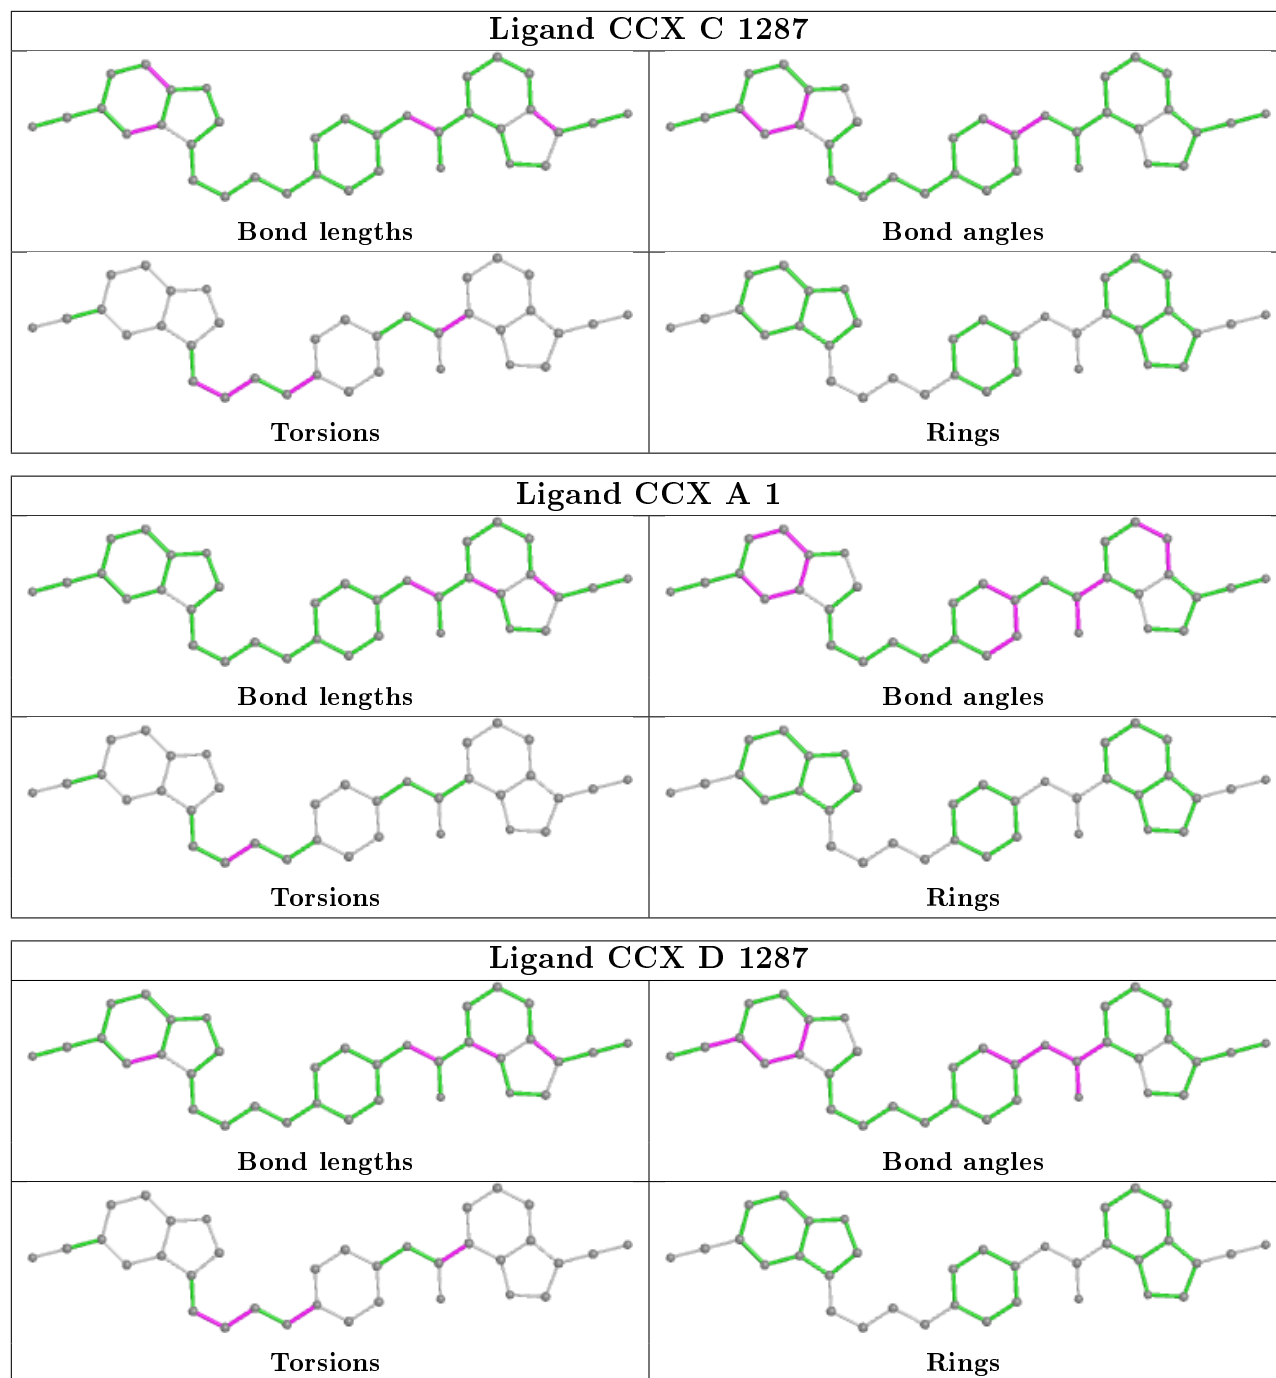 Ligand CCX C 1287
Bond lengths
Bond angles
Torsions
Rings
Ligand CCX A 1
Bond lengths
Bond angles
Torsions
Rings
Ligand CCX D 1287
Bond lengths
Bond angles
Torsions
Rings